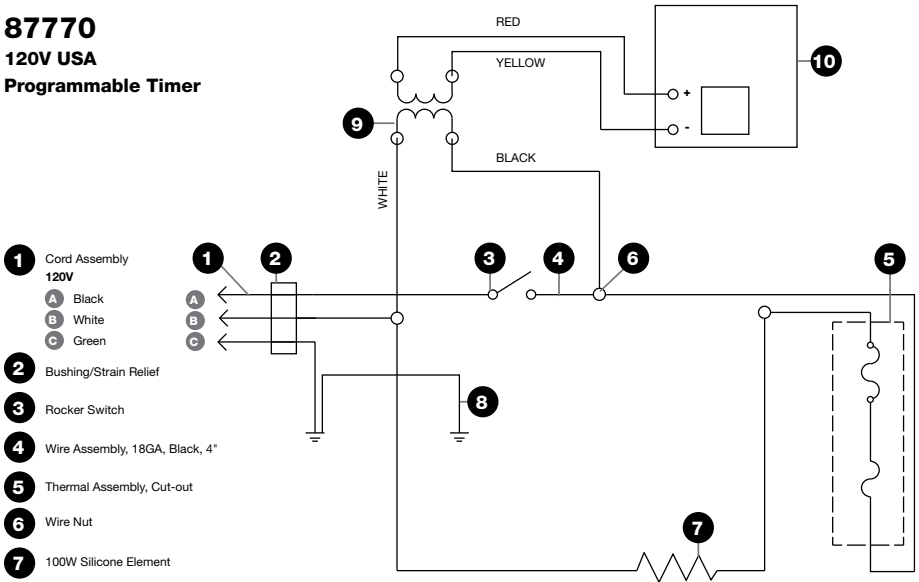 87770
120V USA
Programmable Timer
RED
YELLOW
10
+
-
9
BLACK
WHITE
1 Cord Assembly
120V
A Black
B White
C Green
2 Bushing/Strain Relief
3 Rocker Switch
4 Wire Assembly, 18GA, Black, 4"
5 Thermal Assembly, Cut-out
6 Wire Nut
7 100W Silicone Element
1
2
3
4
6
5
A
B
C
8
7